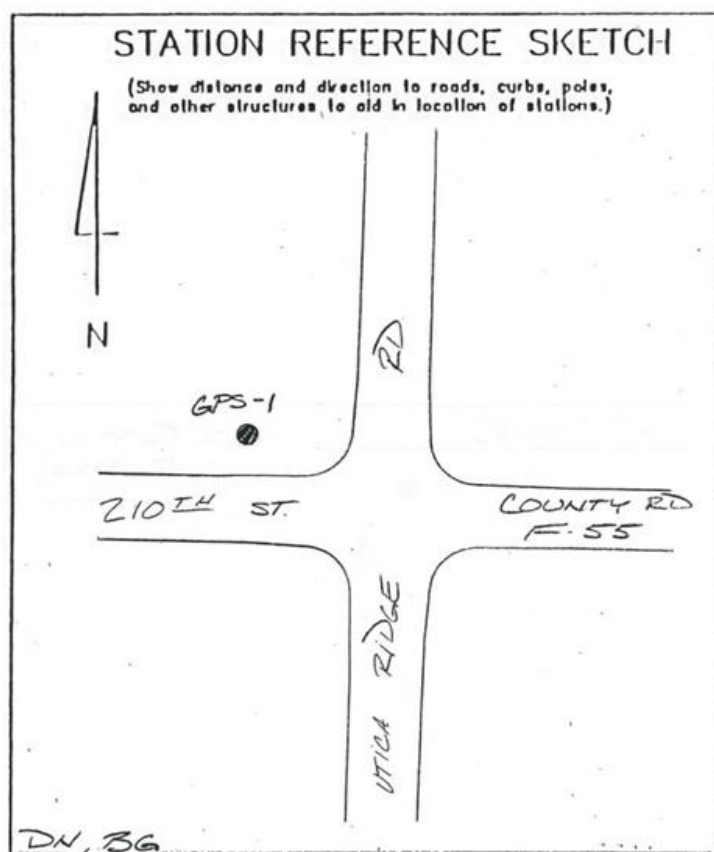 STATION REFERENCE SKETCH
(Show distance and direction to roads, curbs, poles,
and other structures to aid in location of stations.)
N
RD
GPS-1
210TH ST.
COUNTY RD
F-55
UTICA RIDGE
DN, BG